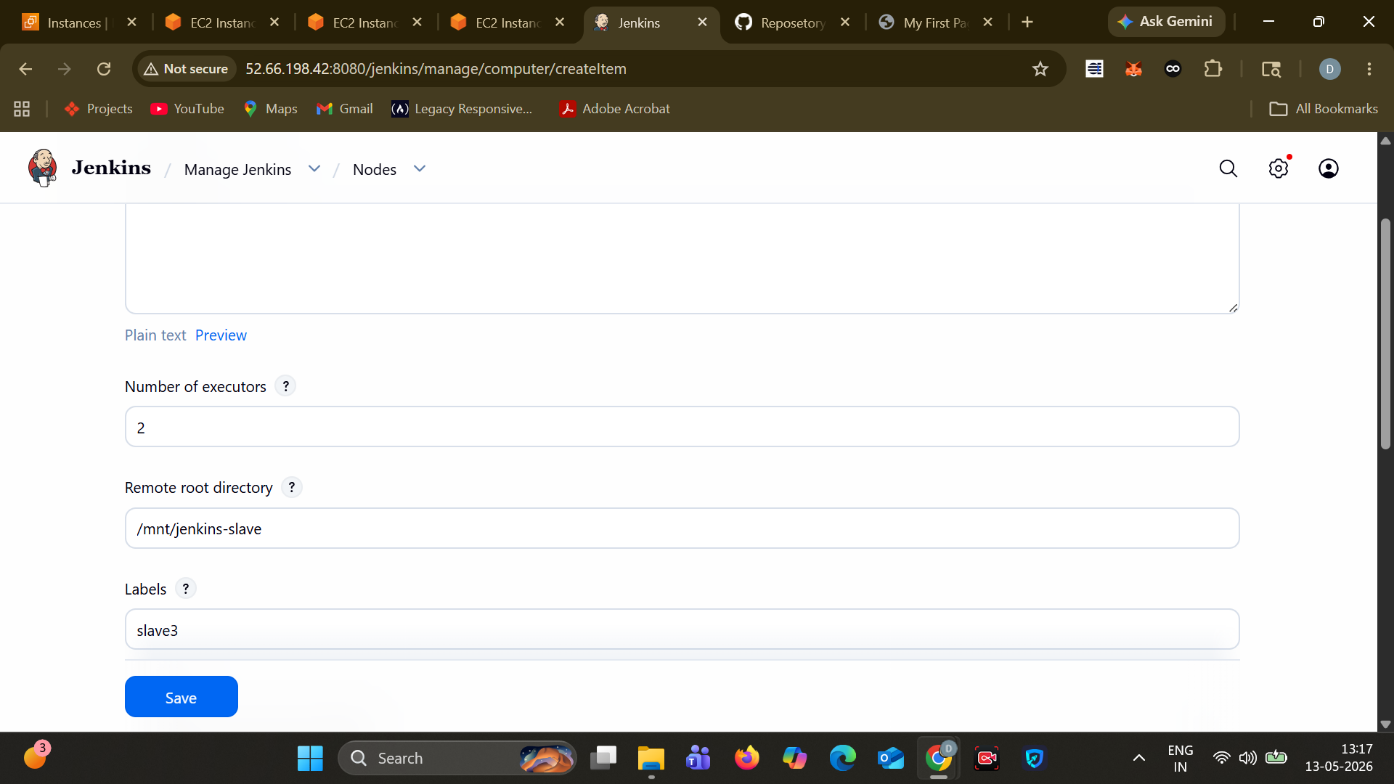 Instances |
EC2 Instanc
EC2 Instanc
EC2 Instanc
Jenkins
Reposetory
My First Pa
Ask Gemini
Not secure
52.66.198.42:8080/jenkins/manage/computer/createItem
D
Projects
YouTube
Maps
Gmail
Legacy Responsive...
Adobe Acrobat
All Bookmarks
Jenkins / Manage Jenkins / Nodes
Plain text Preview
Number of executors ?
2
Remote root directory ?
/mnt/jenkins-slave
Labels ?
slave3
Save
3
Search
D
ENG
IN
13:17
13-05-2026